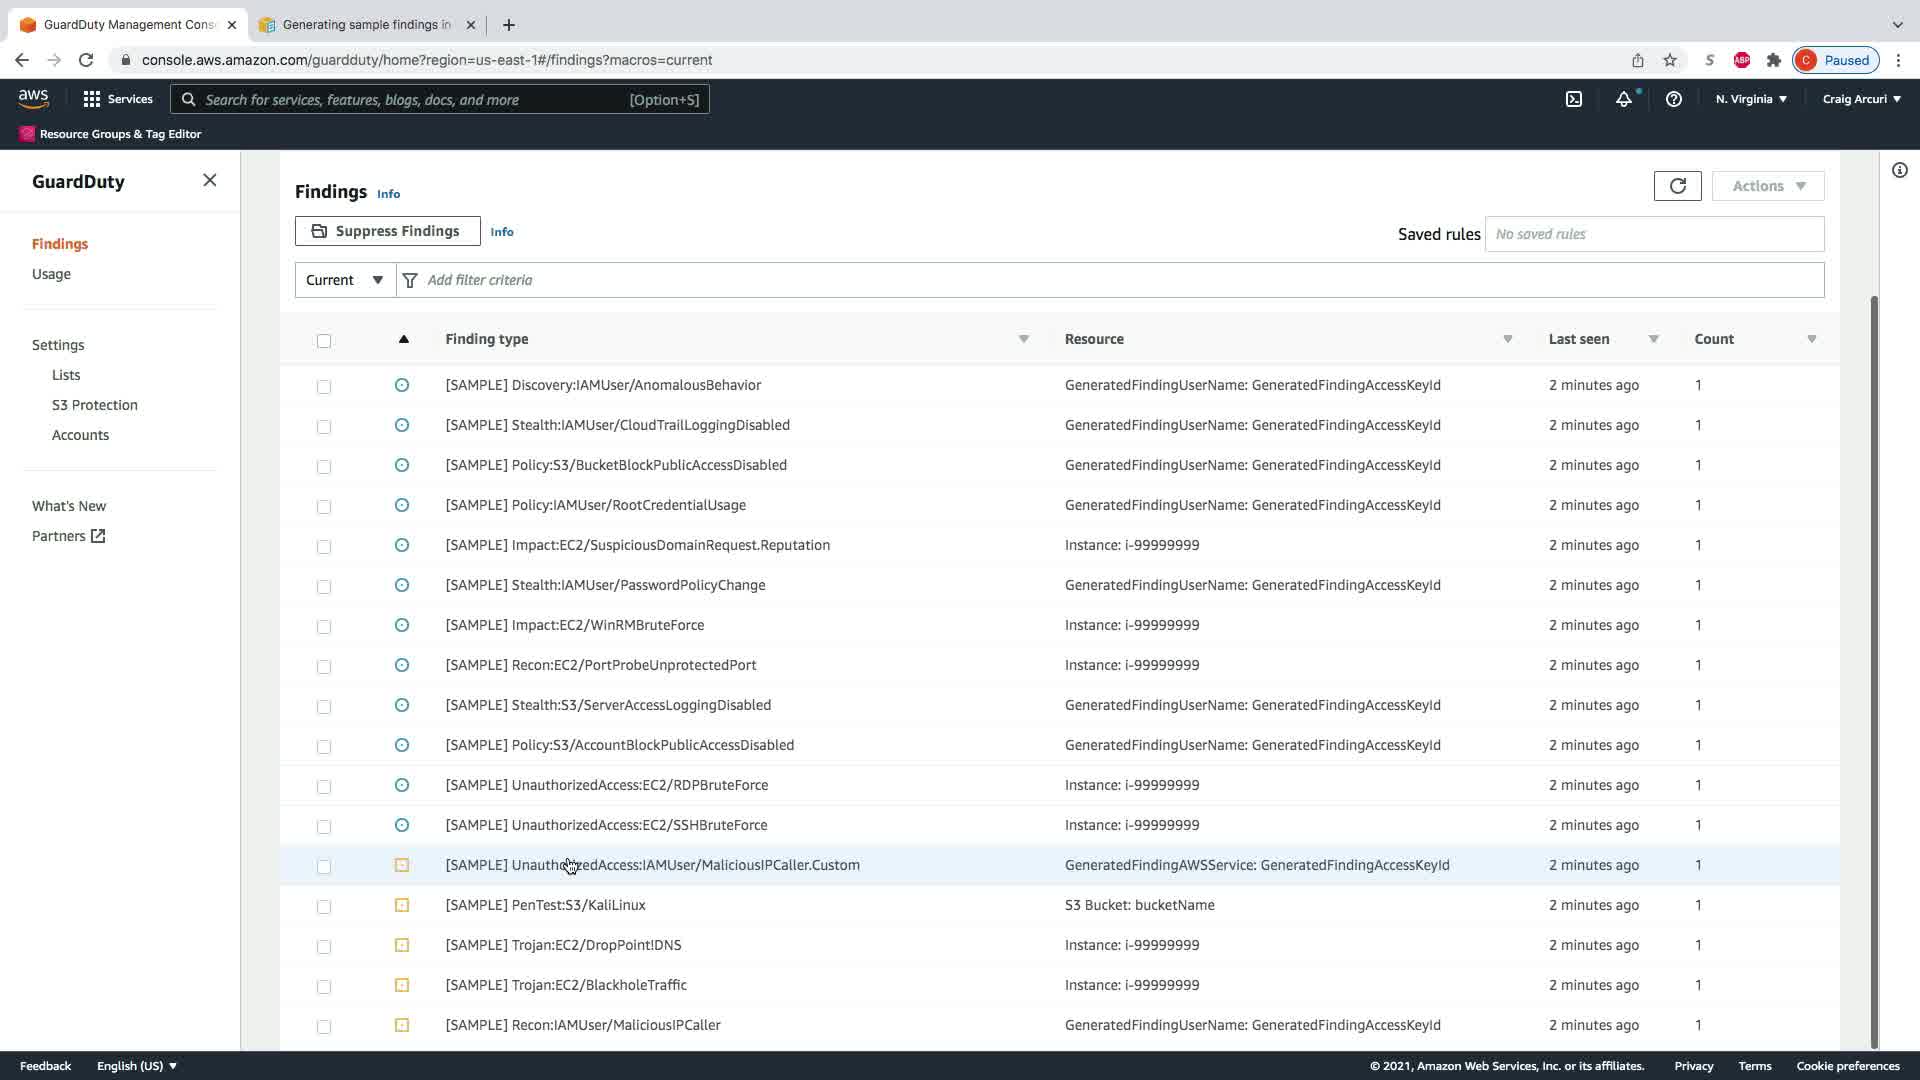 GuardDuty Management Cons
Generating sample findings in
console.aws.amazon.com/guardduty/home?region=us-east-1#/findings?macros=current
S
ABP
C
Paused
aws
Services
Search for services, features, blogs, docs, and more
[Option+S]
N. Virginia
Craig Arcuri
Resource Groups & Tag Editor
GuardDuty
Findings
Usage
Settings
Lists
S3 Protection
Accounts
What's New
Partners
Findings Info
Actions
Suppress Findings Info
Saved rules No saved rules
Current Add filter criteria
Finding type Resource Last seen Count
[SAMPLE] Discovery:IAMUser/AnomalousBehavior GeneratedFindingUserName: GeneratedFindingAccessKeyId 2 minutes ago 1
[SAMPLE] Stealth:IAMUser/CloudTrailLoggingDisabled GeneratedFindingUserName: GeneratedFindingAccessKeyId 2 minutes ago 1
[SAMPLE] Policy:S3/BucketBlockPublicAccessDisabled GeneratedFindingUserName: GeneratedFindingAccessKeyId 2 minutes ago 1
[SAMPLE] Policy:IAMUser/RootCredentialUsage GeneratedFindingUserName: GeneratedFindingAccessKeyId 2 minutes ago 1
[SAMPLE] Impact:EC2/SuspiciousDomainRequest.Reputation Instance: i-99999999 2 minutes ago 1
[SAMPLE] Stealth:IAMUser/PasswordPolicyChange GeneratedFindingUserName: GeneratedFindingAccessKeyId 2 minutes ago 1
[SAMPLE] Impact:EC2/WinRMBruteForce Instance: i-99999999 2 minutes ago 1
[SAMPLE] Recon:EC2/PortProbeUnprotectedPort Instance: i-99999999 2 minutes ago 1
[SAMPLE] Stealth:S3/ServerAccessLoggingDisabled GeneratedFindingUserName: GeneratedFindingAccessKeyId 2 minutes ago 1
[SAMPLE] Policy:S3/AccountBlockPublicAccessDisabled GeneratedFindingUserName: GeneratedFindingAccessKeyId 2 minutes ago 1
[SAMPLE] UnauthorizedAccess:EC2/RDPBruteForce Instance: i-99999999 2 minutes ago 1
[SAMPLE] UnauthorizedAccess:EC2/SSHBruteForce Instance: i-99999999 2 minutes ago 1
[SAMPLE] UnauthorizedAccess:IAMUser/MaliciousIPCaller.Custom GeneratedFindingAWSService: GeneratedFindingAccessKeyId 2 minutes ago 1
[SAMPLE] PenTest:S3/KaliLinux S3 Bucket: bucketName 2 minutes ago 1
[SAMPLE] Trojan:EC2/DropPoint!DNS Instance: i-99999999 2 minutes ago 1
[SAMPLE] Trojan:EC2/BlackholeTraffic Instance: i-99999999 2 minutes ago 1
[SAMPLE] Recon:IAMUser/MaliciousIPCaller GeneratedFindingUserName: GeneratedFindingAccessKeyId 2 minutes ago 1
Feedback English (US) © 2021, Amazon Web Services, Inc. or its affiliates. Privacy Terms Cookie preferences